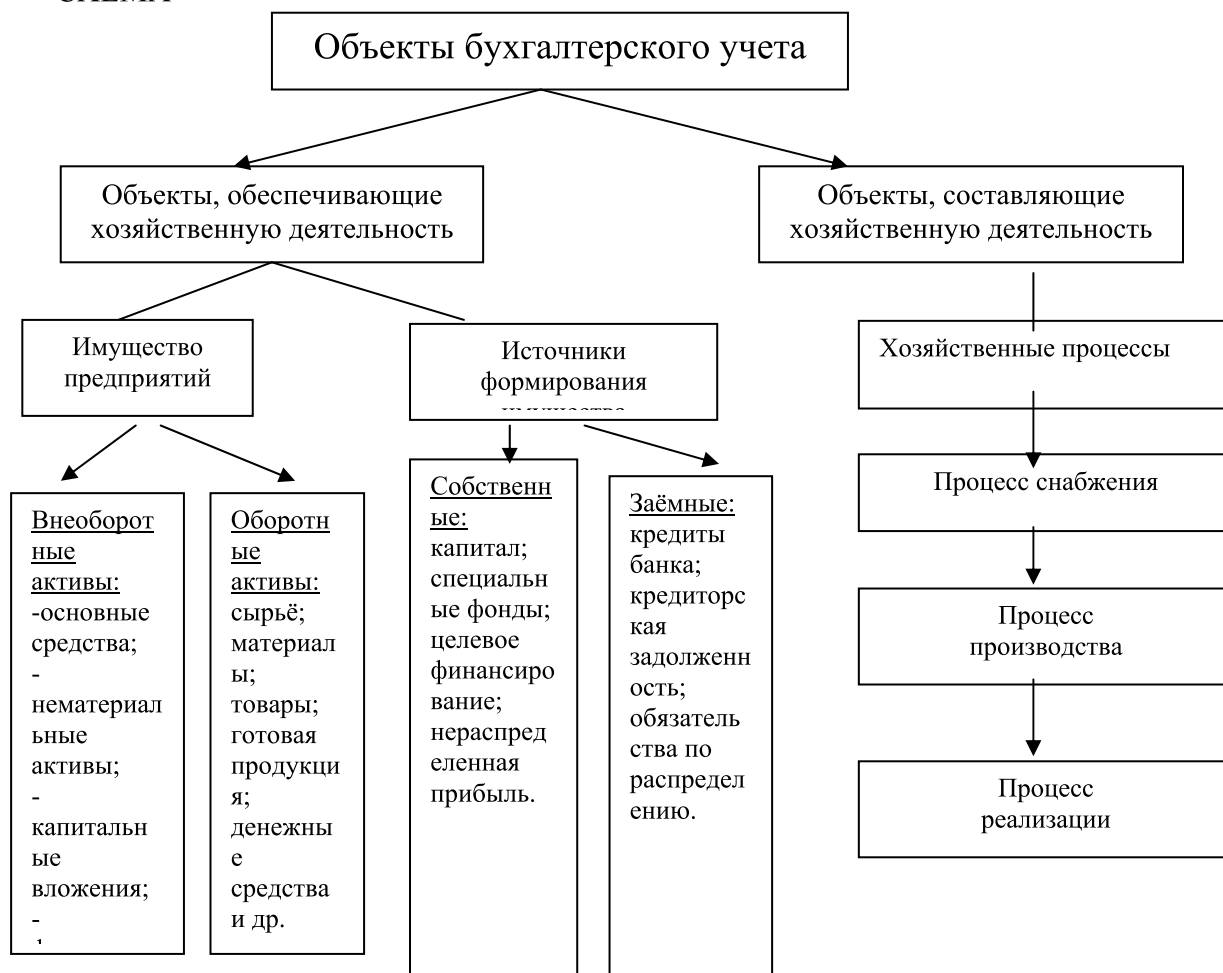 СХЕМА
Объекты бухгалтерского учета
Объекты, обеспечивающие
хозяйственную деятельность
Объекты, составляющие
хозяйственную деятельность
Имущество
предприятий
Источники
формирования
имущества
Хозяйственные процессы
Внеоборот
ные
активы:
-основные
средства;
-
нематериал
ьные
активы;
-
капитальн
ые
вложения;
-
Оборотн
ые
активы:
сырьё;
материал
ы;
товары;
готовая
продукци
я;
денежны
е
средства
и др.
Собственн
ые:
капитал;
специальн
ые фонды;
целевое
финансиро
вание;
нераспред
еленная
прибыль.
Заёмные:
кредиты
банка;
кредиторс
кая
задолженн
ость;
обязатель
ства по
распредел
ению.
Процесс снабжения
Процесс
производства
Процесс
реализации